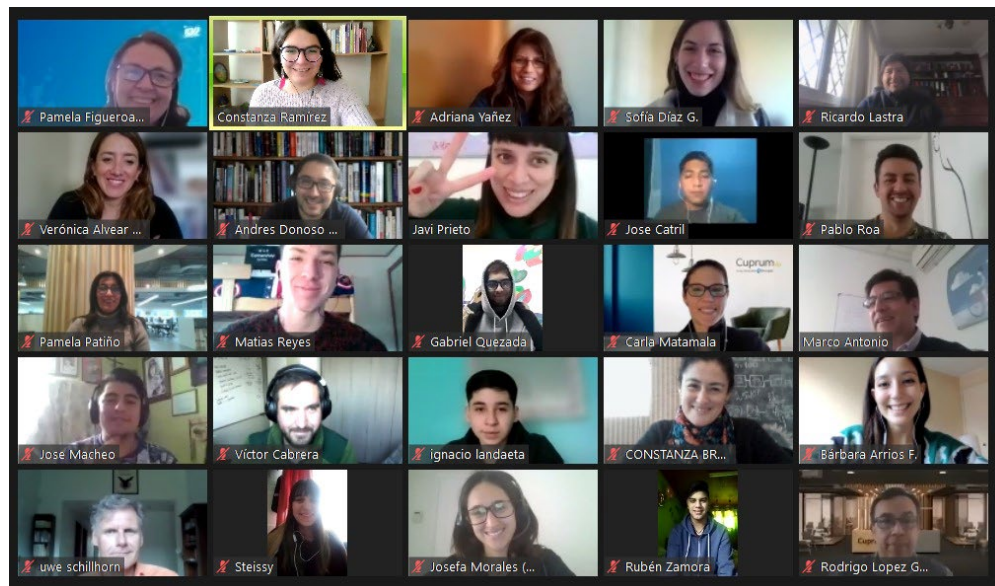 Pamela Figueroa...
Constanza Ramírez
Adriana Yañez
Sofía Díaz G.
Ricardo Lastra
Verónica Alvear ...
Andres Donoso ...
Javi Prieto
Jose Catril
Pablo Roa
Pamela Patiño
Matias Reyes
Gabriel Quezada
Cuprum
Carla Matamala
Marco Antonio
Jose Macheo
Víctor Cabrera
ignacio landaeta
CONSTANZA BR...
Bárbara Arrios F.
uwe schillhorn
Steissy
Josefa Morales (...
Rubén Zamora
Rodrigo Lopez G...